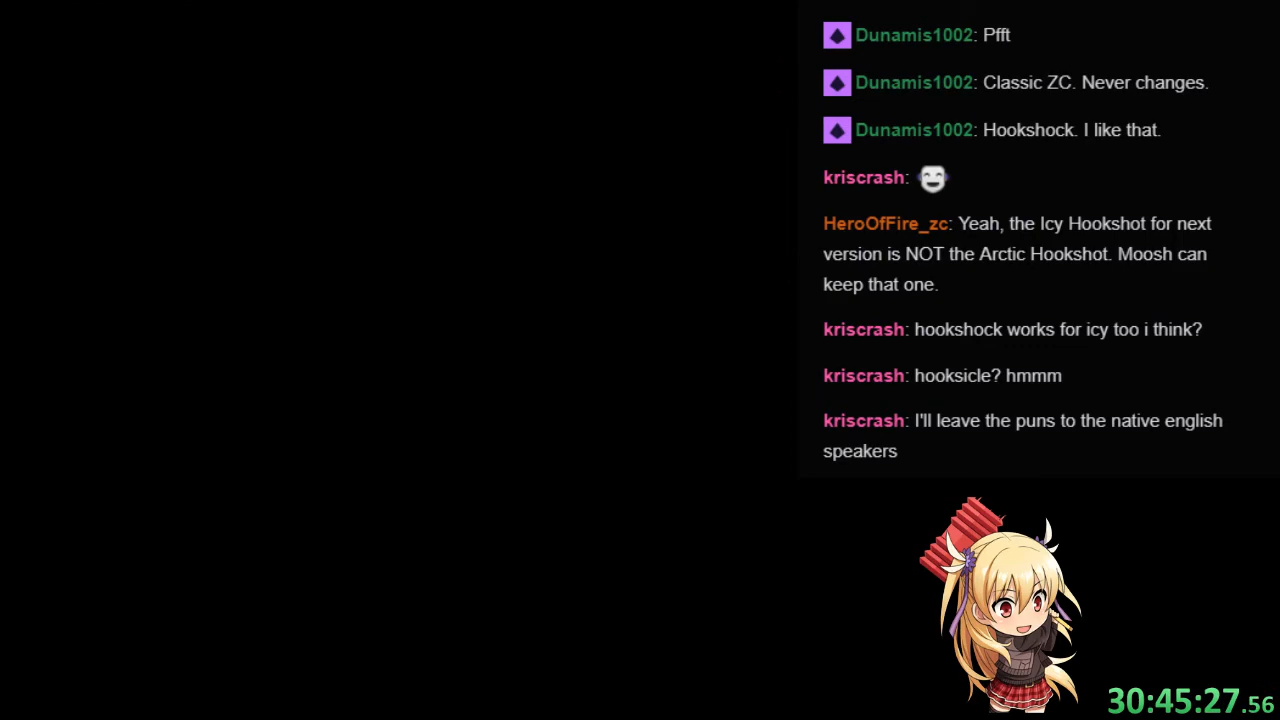 Dunamis1002: Pfft
Dunamis1002: Classic ZC. Never changes.
Dunamis1002: Hookshock. I like that.
kriscrash:
HeroOfFire_zc: Yeah, the Icy Hookshot for next
version is NOT the Arctic Hookshot. Moosh can
keep that one.
kriscrash: hookshock works for icy too i think?
kriscrash: hooksicle? hmmm
kriscrash: I'll leave the puns to the native english
speakers
30:45:27.56